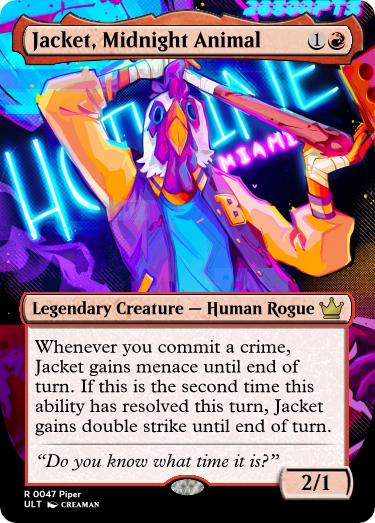 26500PTS
Jacket, Midnight Animal 1
HOTLINE
MIAMI
B
Legendary Creature — Human Rogue
Whenever you commit a crime,
Jacket gains menace until end of
turn. If this is the second time this
ability has resolved this turn, Jacket
gains double strike until end of turn.
“Do you know what time it is?”
2/1
R 0047 Piper
ULT CREAMAN